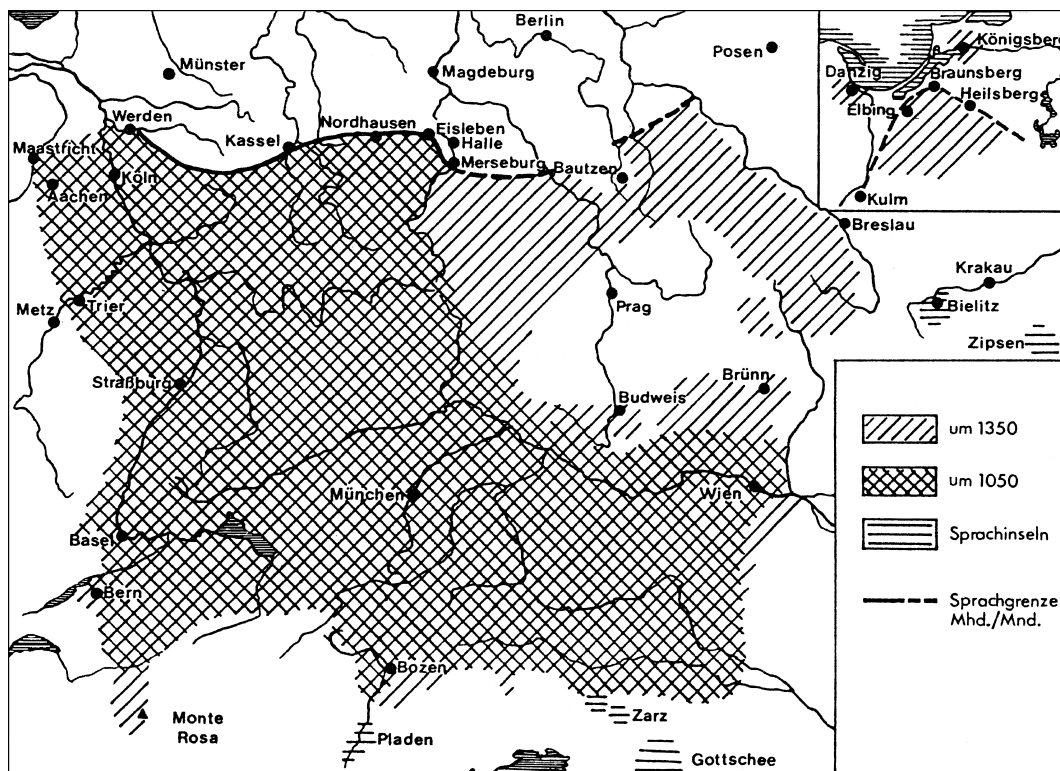 Berlin
Posen
Münster
Magdeburg
Königsberg
Danzig
Braunsberg
Heilsberg
Elbing
Kulm
Werden
Nordhausen
Eisleben
Kassel
Halle
Maastricht
Merseburg
Bautzen
Köln
Aachen
Breslau
Krakau
Metz
Trier
Prag
Bielitz
Zipsen
Straßburg
Budweis
Brünn
München
Wien
Basel
Bern
Bozen
Monte
Rosa
Pladen
Zarz
Gottschee
um 1350
um 1050
Sprachinseln
Sprachgrenze
Mhd./Mnd.